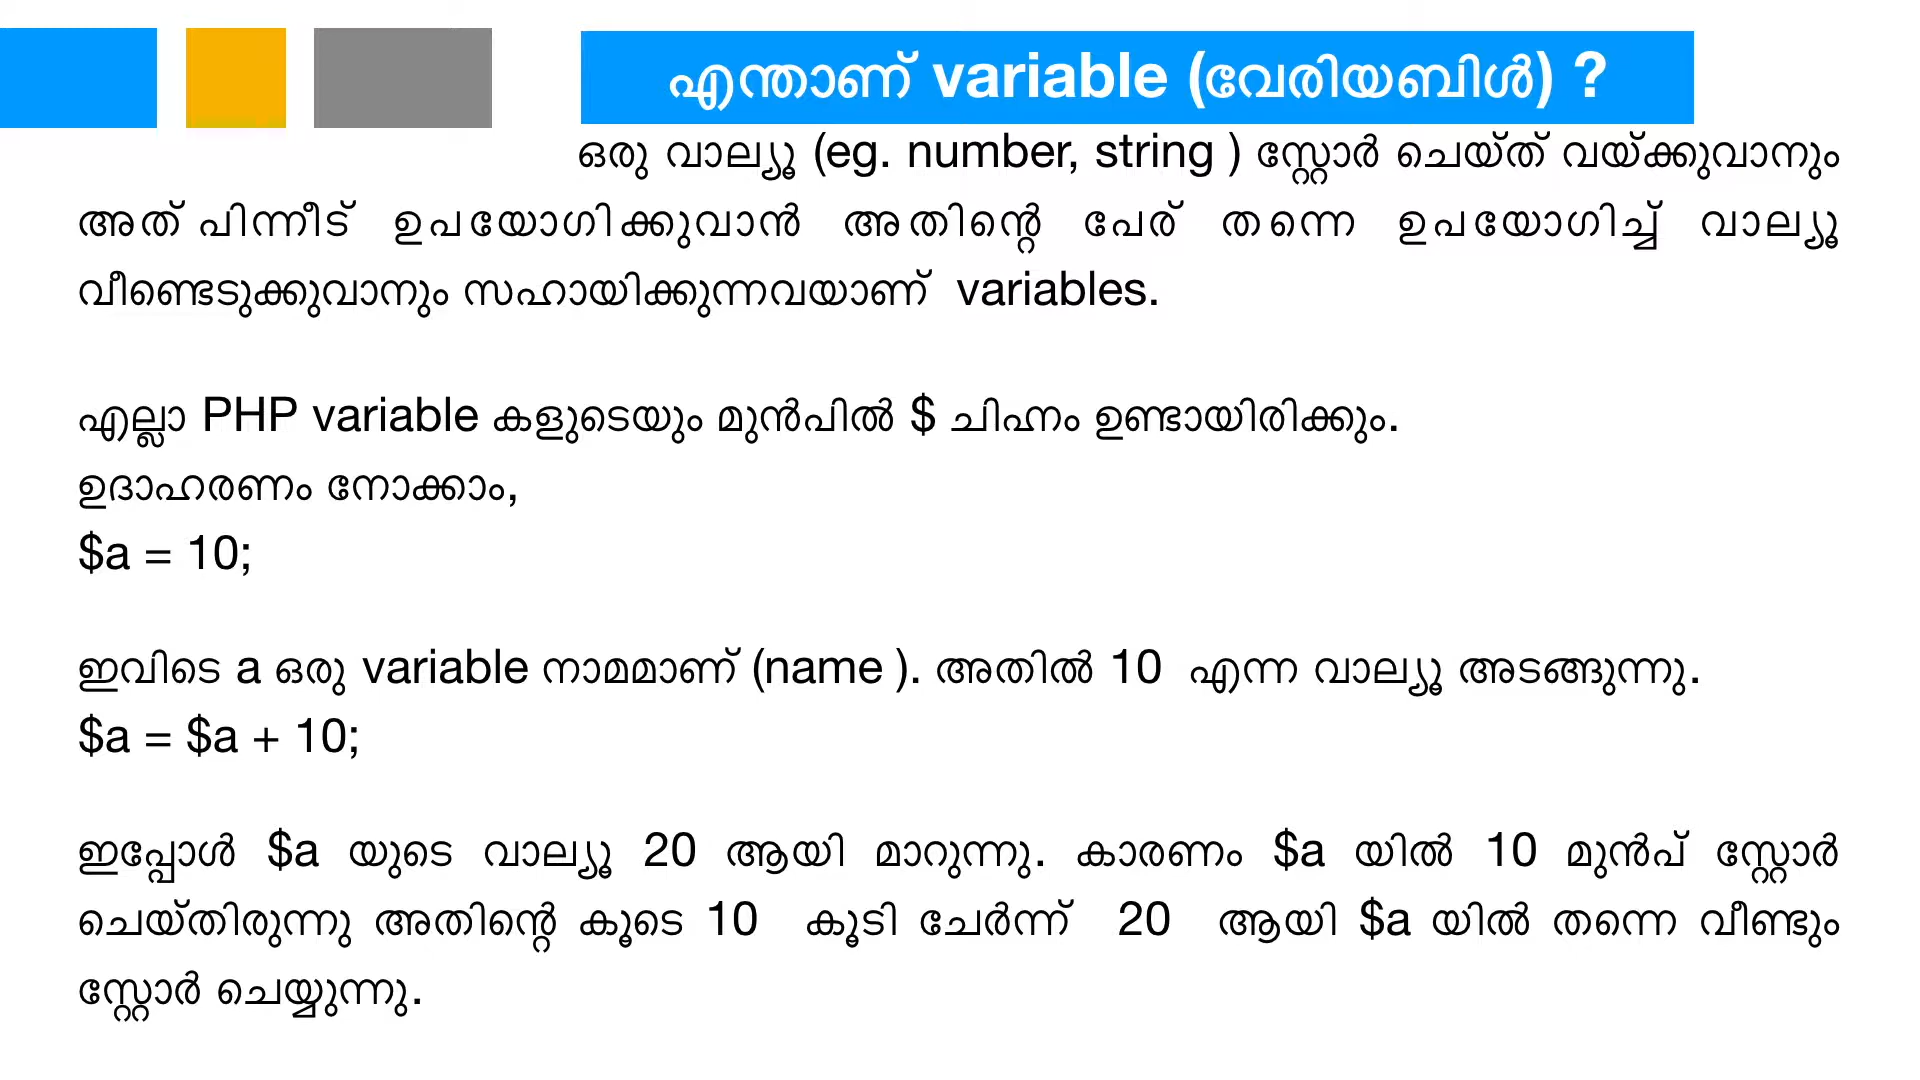 എന്താണ് variable (വേരിയബിൾ) ?
ഒരു വാല്യൂ (eg. number, string ) സ്റ്റോർ ചെയ്ത് വയ്ക്കുവാനും
അത് പിന്നീട് ഉപയോഗിക്കുവാൻ അതിന്റെ പേര് തന്നെ ഉപയോഗിച്ച് വാല്യൂ
വീണ്ടെടുക്കുവാനും സഹായിക്കുന്നവയാണ് variables.
എല്ലാ PHP variable കളുടെയും മുൻപിൽ $ ചിഹ്നം ഉണ്ടായിരിക്കും.
ഉദാഹരണം നോക്കാം,
$a = 10;
ഇവിടെ a ഒരു variable നാമമാണ് (name ). അതിൽ 10 എന്ന വാല്യൂ അടങ്ങുന്നു.
$a = $a + 10;
ഇപ്പോൾ $a യുടെ വാല്യൂ 20 ആയി മാറുന്നു. കാരണം $a യിൽ 10 മുൻപ് സ്റ്റോർ
ചെയ്തിരുന്നു അതിന്റെ കൂടെ 10 കൂടി ചേർന്ന് 20 ആയി $a യിൽ തന്നെ വീണ്ടും
സ്റ്റോർ ചെയ്യുന്നു.